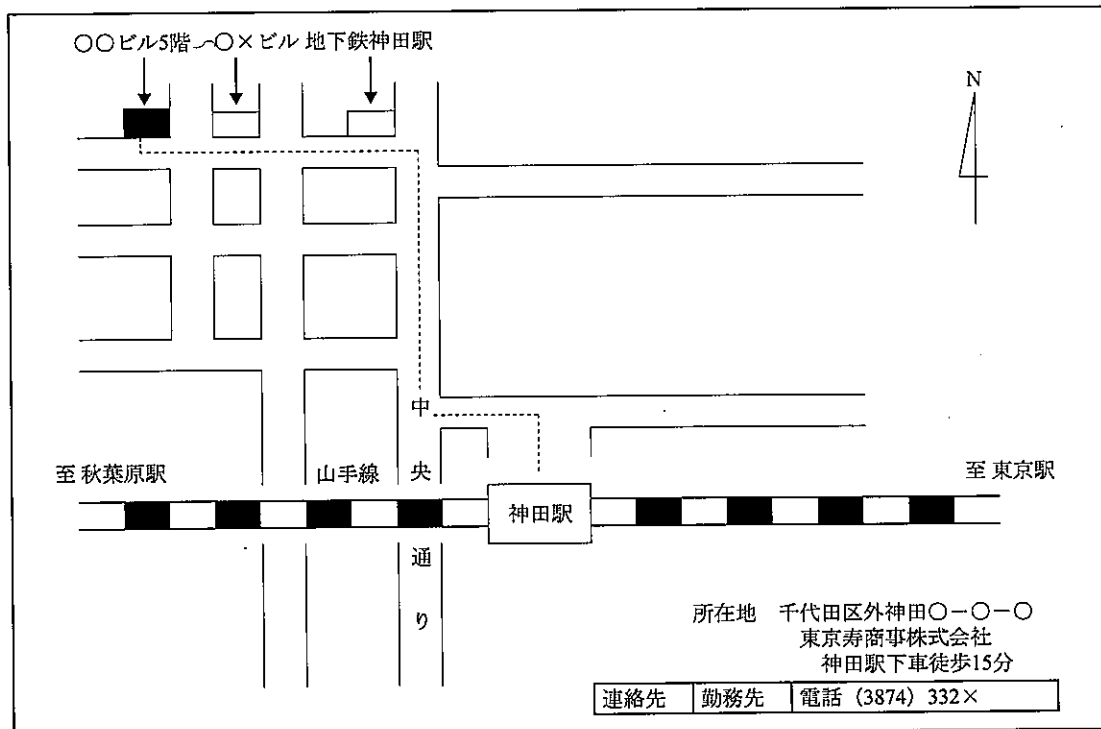 〇〇ビル5階
〇×ビル
地下鉄神田駅
N
中央通り
至 秋葉原駅
山手線
至 東京駅
神田駅
所在地 千代田区外神田〇－〇－〇
東京寿商事株式会社
神田駅下車徒歩15分
連絡先 勤務先 電話 (3874) 332×